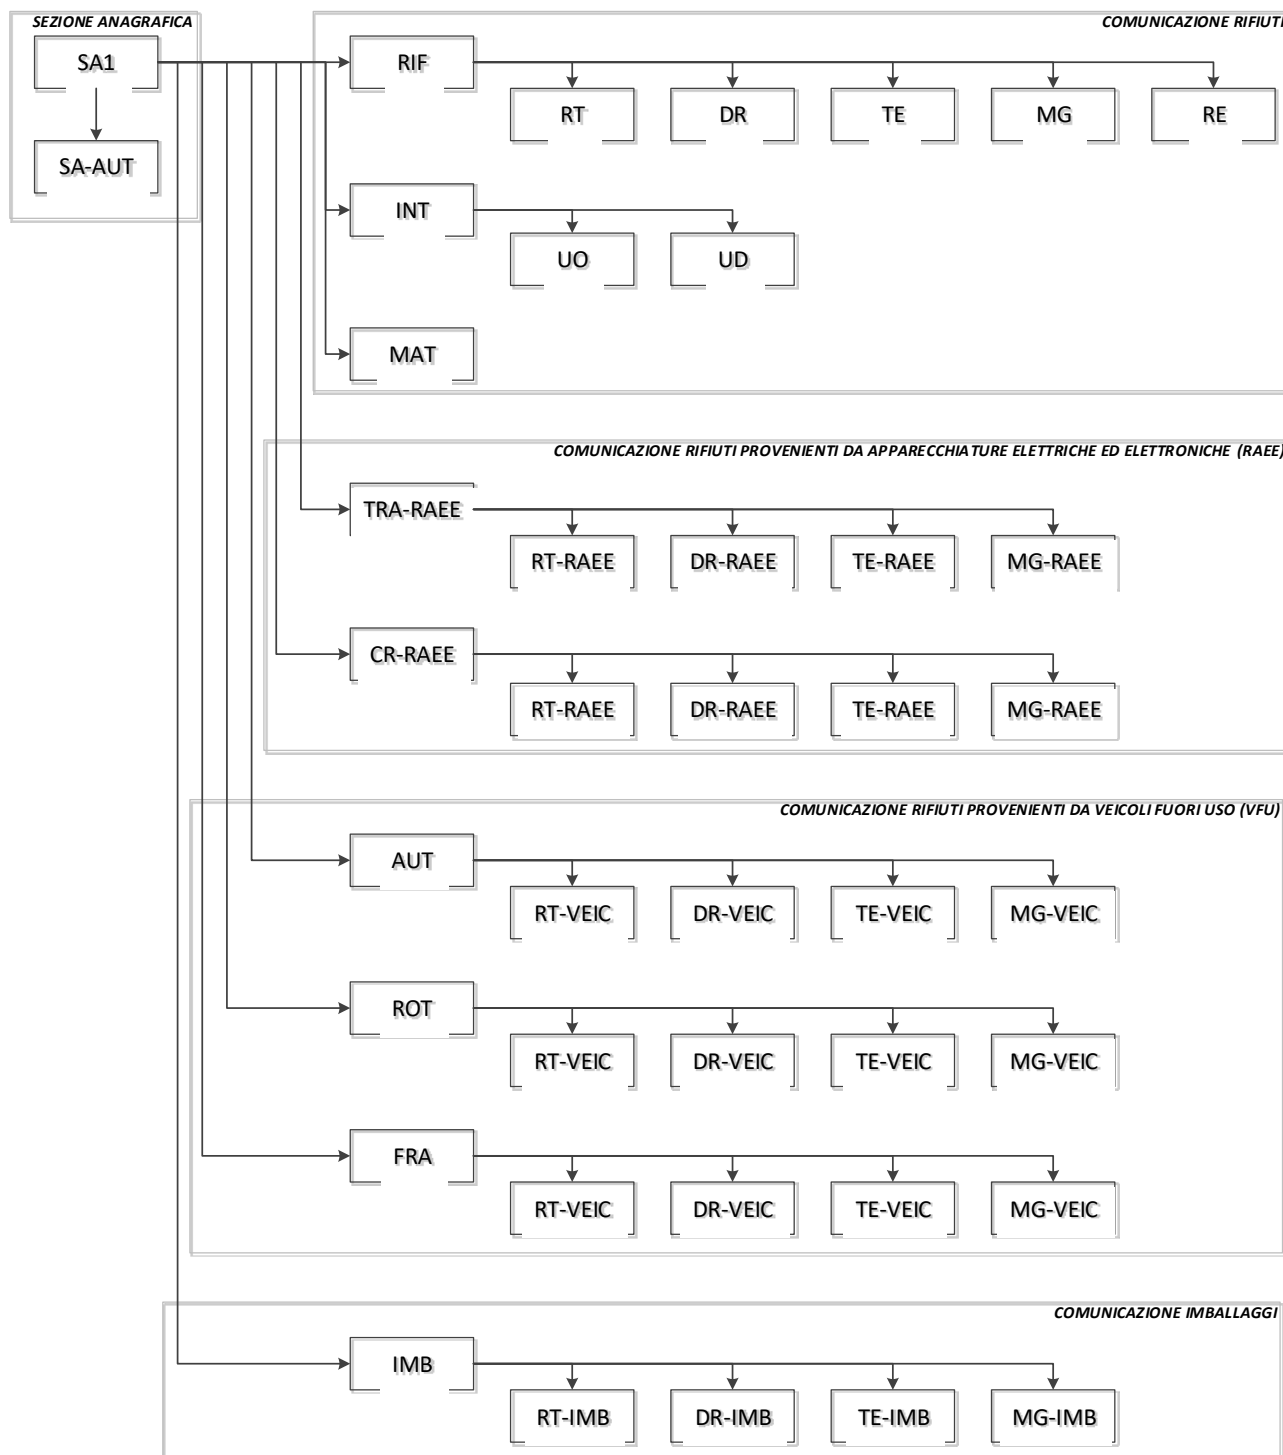 SEZIONE ANAGRAFICA
COMUNICAZIONE RIFIUTI
SA1
RIF
RT DR TE MG RE
SA-AUT
INT
UO UD
MAT
COMUNICAZIONE RIFIUTI PROVENIENTI DA APPARECCHIATURE ELETTRICHE ED ELETTRONICHE (RAEE)
TRA-RAEE
RT-RAEE DR-RAEE TE-RAEE MG-RAEE
CR-RAEE
RT-RAEE DR-RAEE TE-RAEE MG-RAEE
COMUNICAZIONE RIFIUTI PROVENIENTI DA VEICOLI FUORI USO (VFU)
AUT
RT-VEIC DR-VEIC TE-VEIC MG-VEIC
ROT
RT-VEIC DR-VEIC TE-VEIC MG-VEIC
FRA
RT-VEIC DR-VEIC TE-VEIC MG-VEIC
COMUNICAZIONE IMBALLAGGI
IMB
RT-IMB DR-IMB TE-IMB MG-IMB